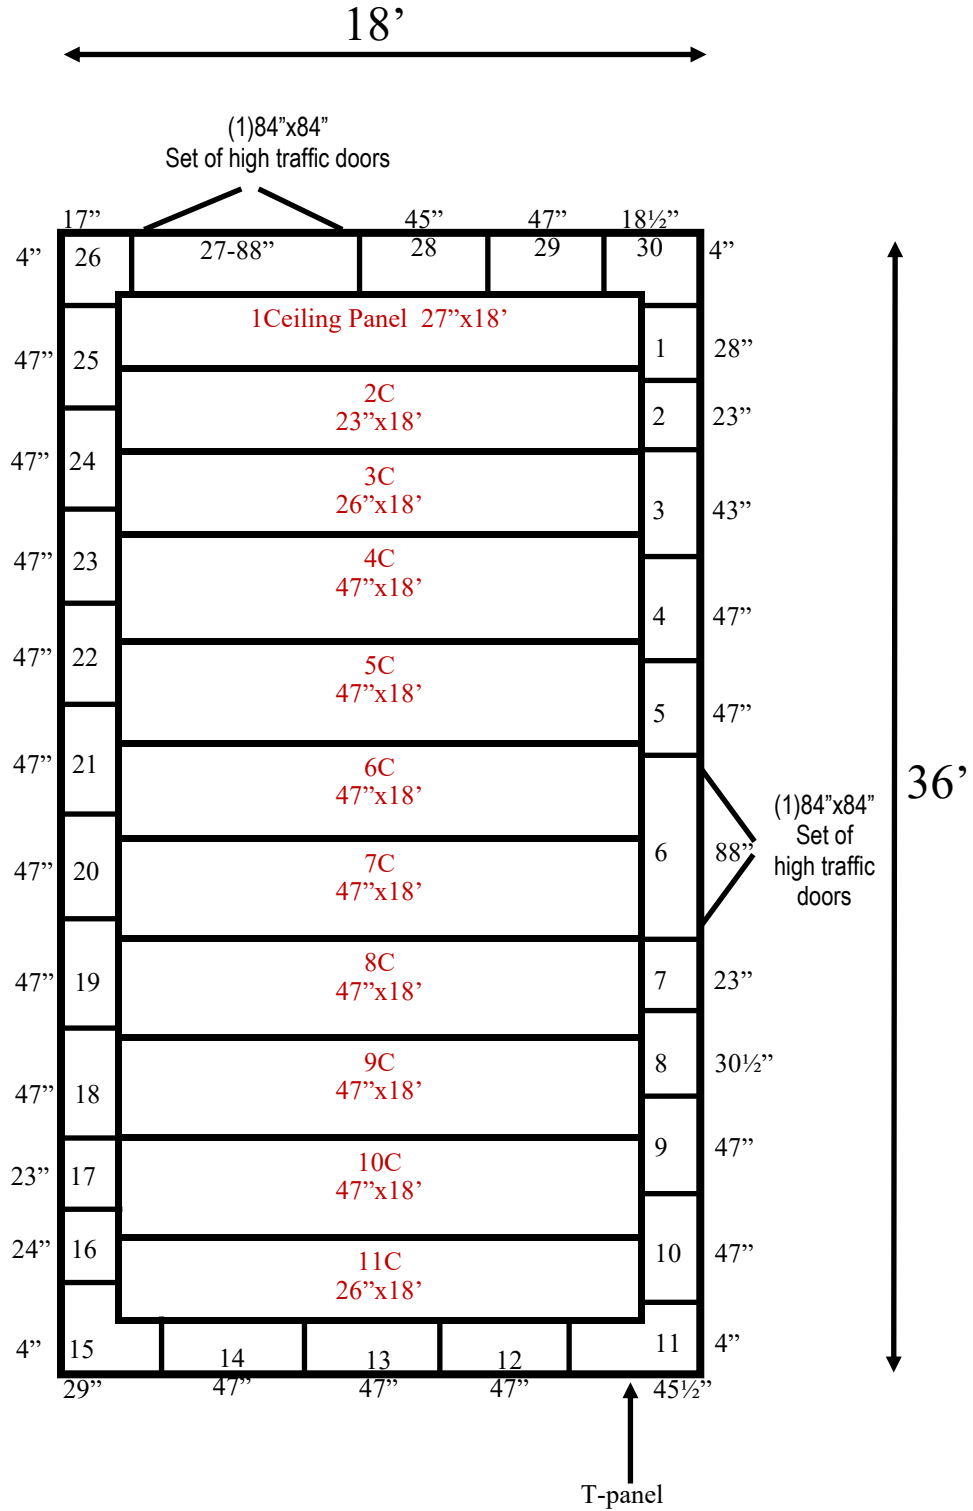 18’
(1)84”x84”
Set of high traffic doors
17” 45” 47” 18½”
4” 26 27-88” 28 29 30 4”
1Ceiling Panel 27”x18’
47” 25 1 28”
2C
23”x18’
2 23”
47” 24
3C
26”x18’
3 43”
47” 23
4C
47”x18’
4 47”
47” 22
5C
47”x18’
5 47”
47” 21
6C
47”x18’
36’
(1)84”x84”
Set of
high traffic
doors
6 88”
47” 20
7C
47”x18’
47” 19
8C
47”x18’
7 23”
47” 18
9C
47”x18’
8 30½”
9 47”
23” 17
10C
47”x18’
24” 16
11C
26”x18’
10 47”
4” 15 14 13 12 11 4”
29” 47” 47” 47” 45½”
T-panel